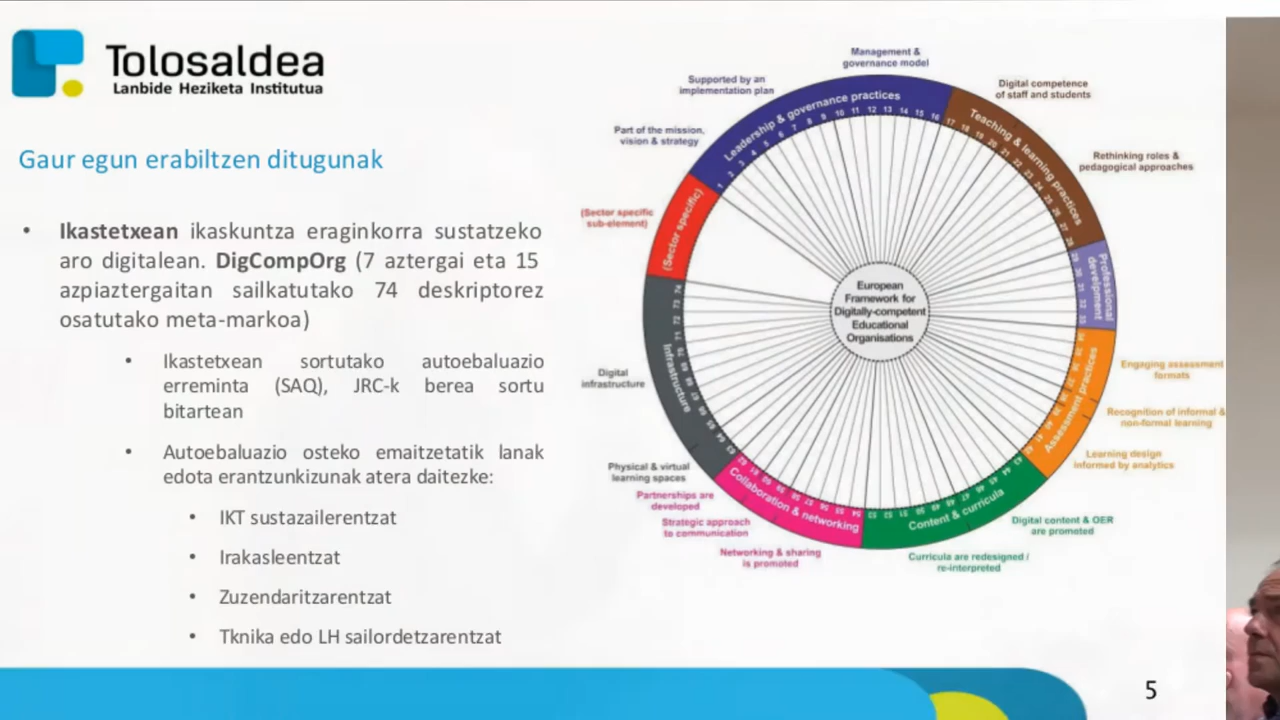 Tolosaldea
Lanbide Heziketa Institutua
Gaur egun erabiltzen ditugunak
• Ikastetxean ikaskuntza eraginkorra sustatzeko
aro digitalean. DigCompOrg (7 aztergai eta 15
azpiaztergaitan sailkatutako 74 deskriptorez
osatutako meta-markoa)
• Ikastetxean sortutako autoebaluazio
erreminta (SAQ), JRC-k berea sortu
bitartean
• Autoebaluazio osteko emaitzetatik lanak
edota erantzunkizunak atera daitezke:
• IKT sustazailerentzat
• Irakasleentzat
• Zuzendaritzarentzat
• Tknika edo LH sailordetzarentzat
Management &
governance model
Supported by an
implementation plan
Part of the mission,
vision & strategy
(Sector specific
sub-element)
Digital
infrastructure
Physical & virtual
learning spaces
Partnerships are
developed
Strategic approach
to communication
Networking & sharing
is promoted
Curricula are redesigned /
re-interpreted
Digital content & OER
are promoted
Learning design
informed by analytics
Recognition of informal &
non-formal learning
Engaging assessment
formats
Rethinking roles &
pedagogical approaches
Digital competence
of staff and students
Leadership & governance practices
Teaching & learning practices
Professional
develpment
Assessment practices
Content & curricula
Collaboration & networking
Infrastructure
(Sector specific)
European
Framework for
Digitally-competent
Educational
Organisations
5